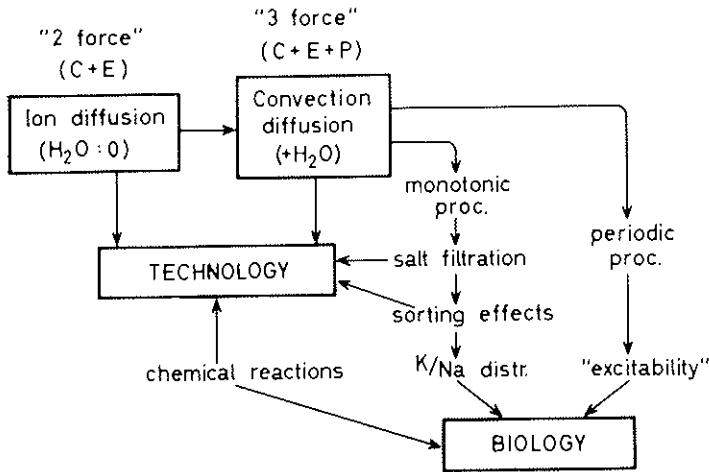 "2 force"
(C+E)
"3 force"
(C+E+P)
Ion diffusion
(H₂O:O)
Convection
diffusion
(+H₂O)
monotonic
proc.
periodic
proc.
TECHNOLOGY
salt filtration
sorting effects
chemical reactions
K/Na distr.
"excitability"
BIOLOGY